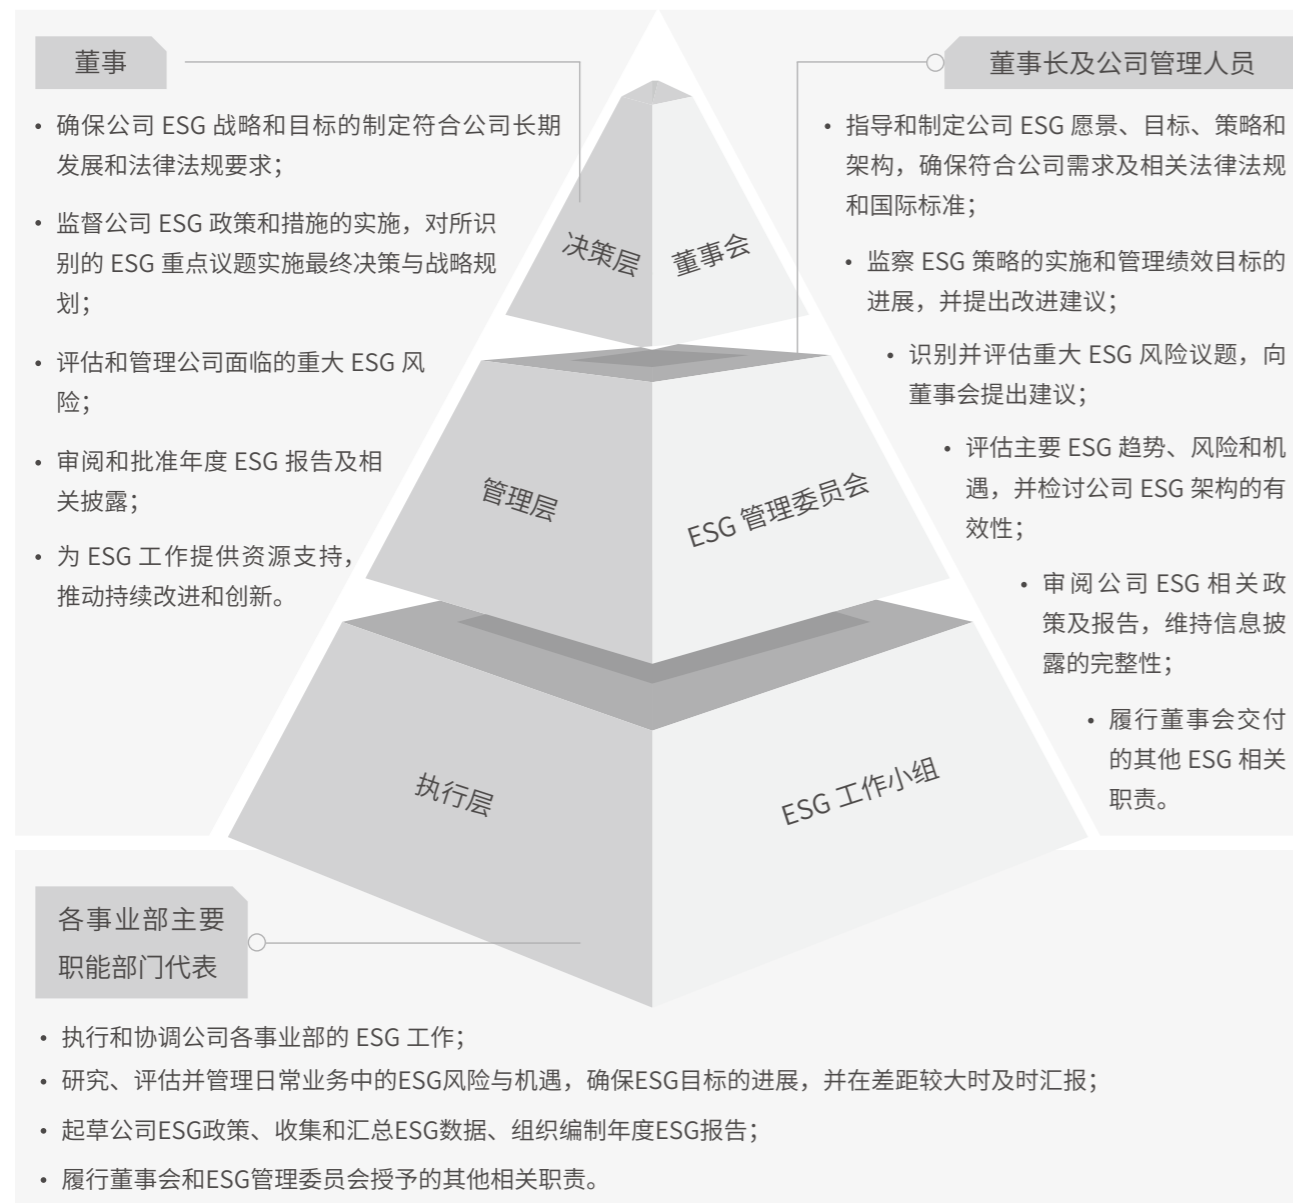 董事
确保公司 ESG 战略和目标的制定符合公司长期
发展和法律法规要求；
监督公司 ESG 政策和措施的实施，对所识
别的 ESG 重点议题实施最终决策与战略规
划；
评估和管理公司面临的重大 ESG 风
险；
审阅和批准年度 ESG 报告及相
关披露；
为 ESG 工作提供资源支持，
推动持续改进和创新。
董事长及公司管理人员
指导和制定公司 ESG 愿景、目标、策略和
架构，确保符合公司需求及相关法律法规
和国际标准；
监察 ESG 策略的实施和管理绩效目标的
进展，并提出改进建议；
识别并评估重大 ESG 风险议题，向
董事会提出建议；
评估主要 ESG 趋势、风险和机
遇，并检讨公司 ESG 架构的有
效性；
审阅公司 ESG 相关政
策及报告，维持信息披
露的完整性；
履行董事会交付
的其他 ESG 相关
职责。
决策层
董事会
管理层
ESG 管理委员会
执行层
ESG 工作小组
各事业部主要
职能部门代表
执行和协调公司各事业部的 ESG 工作；
研究、评估并管理日常业务中的ESG风险与机遇，确保ESG目标的进展，并在差距较大时及时汇报；
起草公司ESG政策、收集和汇总ESG数据、组织编制年度ESG报告；
履行董事会和ESG管理委员会授予的其他相关职责。